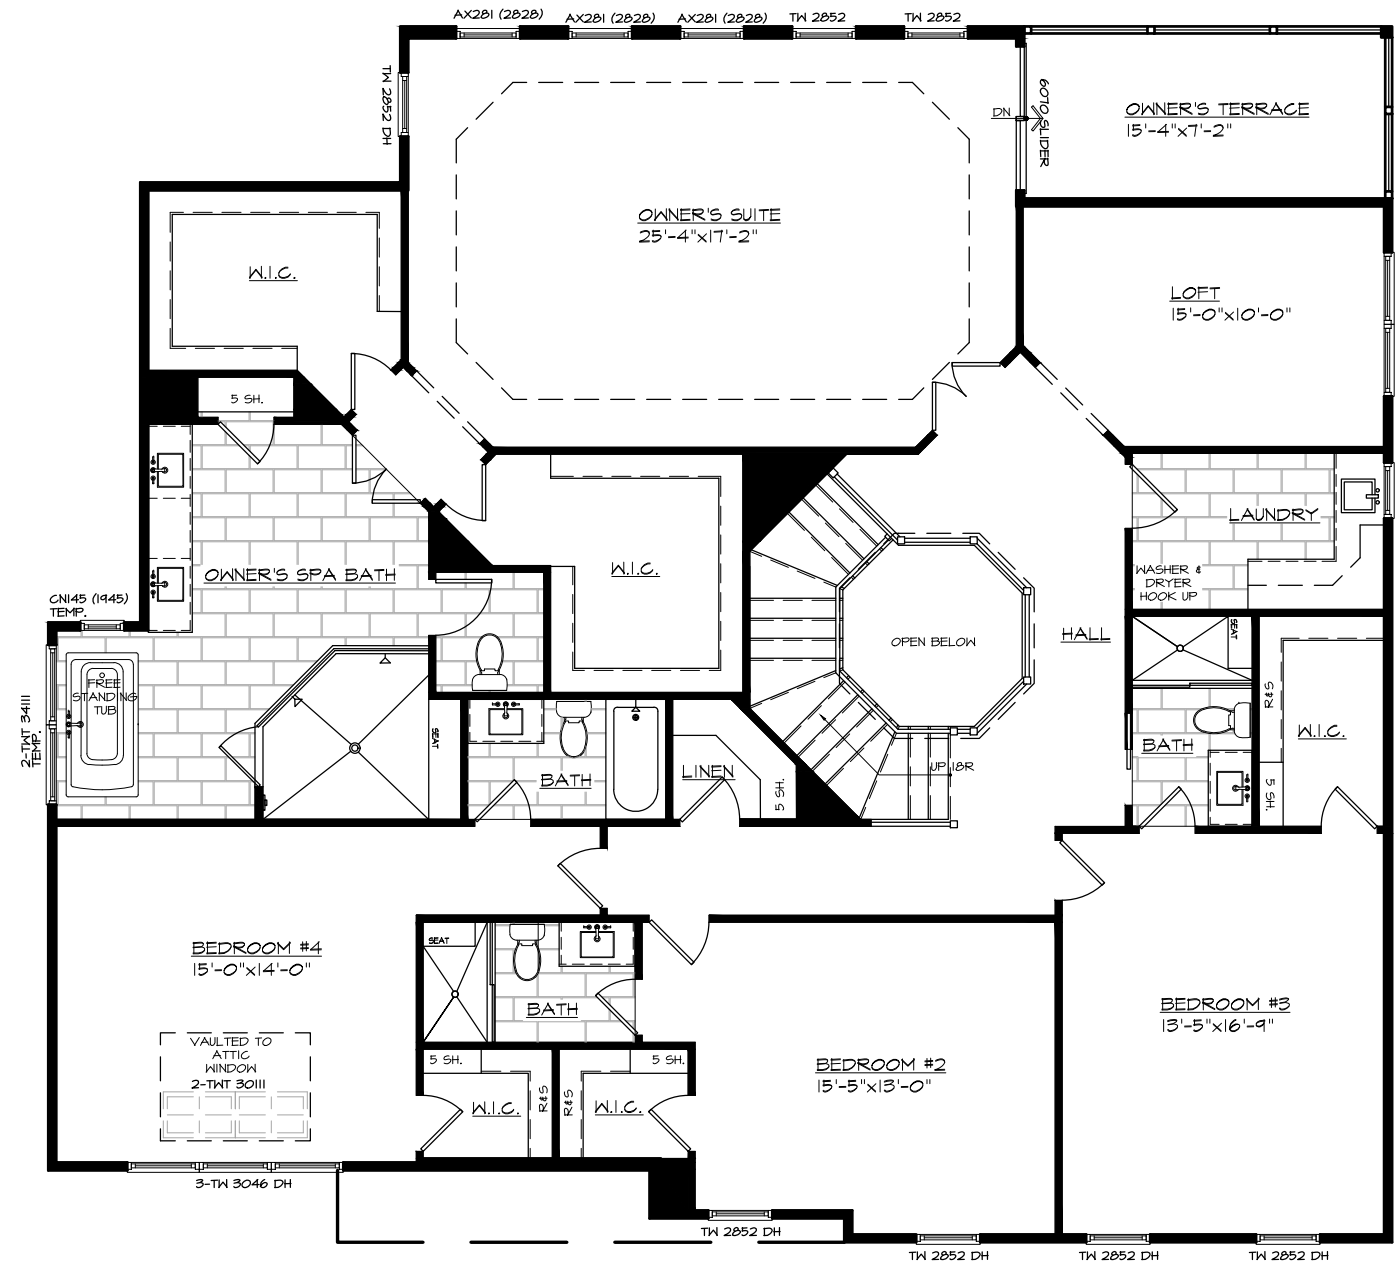 AX281 (2828)
AX281 (2828)
AX281 (2828)
TW 2852
TW 2852
TW 2852 DH
DN
6070 SLIDER
OWNER'S TERRACE
15'-4"x7'-2"
OWNER'S SUITE
25'-4"x17'-2"
W.I.C.
LOFT
15'-0"x10'-0"
5 SH.
LAUNDRY
WASHER &
DRYER
HOOK UP
OWNER'S SPA BATH
W.I.C.
CN145 (1945)
TEMP.
OPEN BELOW
HALL
SEAT
FREE
STANDING
TUB
2-TWT 34111
TEMP.
SEAT
R&S
W.I.C.
BATH
5 SH.
BATH
LINEN
5 SH.
UP 18R
BEDROOM #4
15'-0"x14'-0"
SEAT
BATH
BEDROOM #3
13'-5"x16'-9"
VAULTED TO
ATTIC
WINDOW
2-TWT 30111
5 SH.
5 SH.
W.I.C.
R&S
R&S
W.I.C.
BEDROOM #2
15'-5"x13'-0"
3-TW 3046 DH
TW 2852 DH
TW 2852 DH
TW 2852 DH
TW 2852 DH